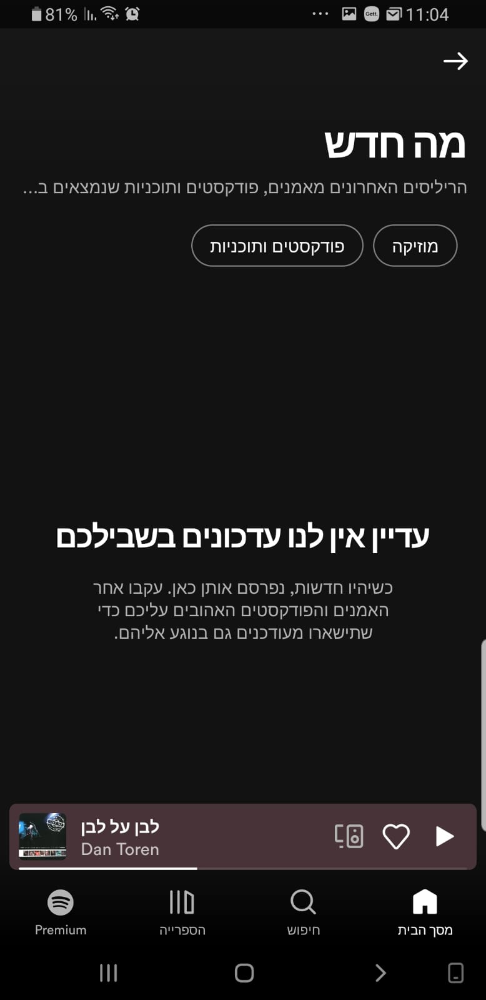 81%
Gett.
11:04
מה חדש
הריליסים האחרונים מאמנים, פודקסטים ותוכניות שנמצאים ב...
מוזיקה
פודקסטים ותוכניות
עדיין אין לנו עדכונים בשבילכם
כשיהיו חדשות, נפרסם אותן כאן. עקבו אחר
האמנים והפודקסטים האהובים עליכם כדי
שתישארו מעודכנים גם בנוגע אליהם.
לבן על לבן
Dan Toren
מסך הבית
חיפוש
הספרייה
Premium